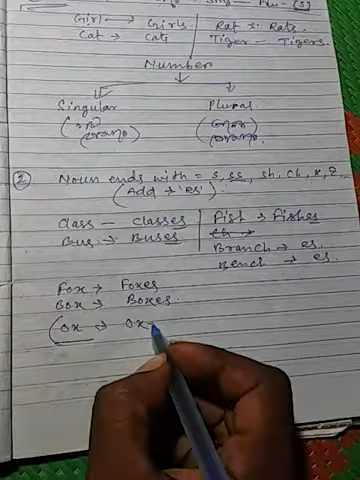 Girl → Girls. Rat → Rats.
Cat → Cats Tiger — Tigers.
Number
Singular Plural.
② Noun ends with = s, ss, sh, ch, x, z
(Add → 'es')
Class — Classes Fish → Fishes
Bus → Buses Ch →
Branch → es.
Bench → es.
Fox → Foxes
Box → Boxes.
(Ox → Ox